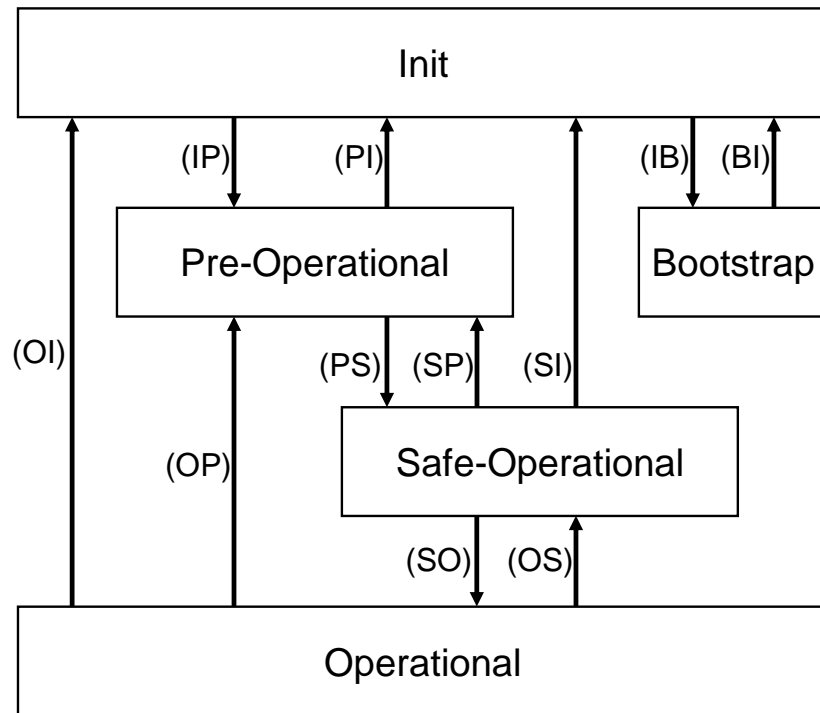 Init
(IP)
(PI)
(IB)
(BI)
Pre-Operational
Bootstrap
(OI)
(PS)
(SP)
(SI)
(OP)
Safe-Operational
(SO)
(OS)
Operational